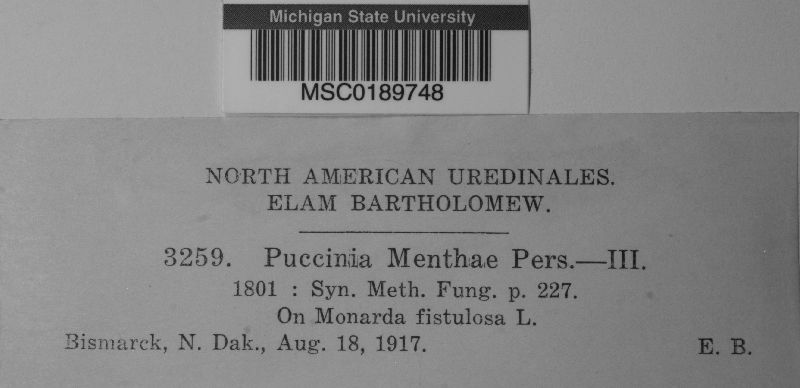 Michigan State University
MSC0189748
NORTH AMERICAN UREDINALES.
ELAM BARTHOLOMEW.
3259. Puccinia Menthae Pers.—III.
1801 : Syn. Meth. Fung. p. 227.
On Monarda fistulosa L.
Bismarck, N. Dak., Aug. 18, 1917. E. B.